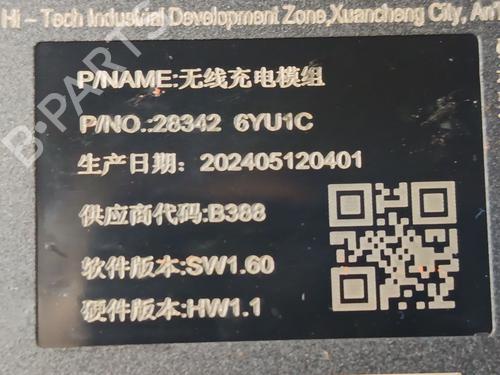 Hi – Tech Industrial Development Zone,Xuancheng City,
P/NAME:无线充电模组
P/NO.:28342 6YU1C
生产日期：202405120401
供应商代码:B388
软件版本:SW1.60
硬件版本:HW1.1
B-PARTS